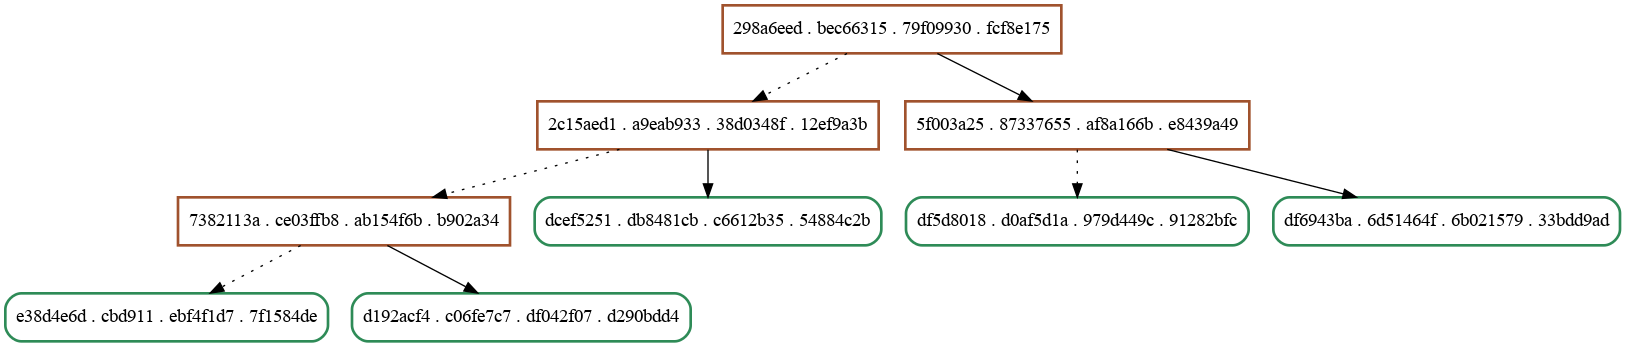 298a6eed . bec66315 . 79f09930 . fcf8e175
2c15aed1 . a9eab933 . 38d0348f . 12ef9a3b
5f003a25 . 87337655 . af8a166b . e8439a49
7382113a . ce03ffb8 . ab154f6b . b902a34
dcef5251 . db8481cb . c6612b35 . 54884c2b
df5d8018 . d0af5d1a . 979d449c . 91282bfc
df6943ba . 6d51464f . 6b021579 . 33bdd9ad
e38d4e6d . cbd911 . ebf4f1d7 . 7f1584de
d192acf4 . c06fe7c7 . df042f07 . d290bdd4